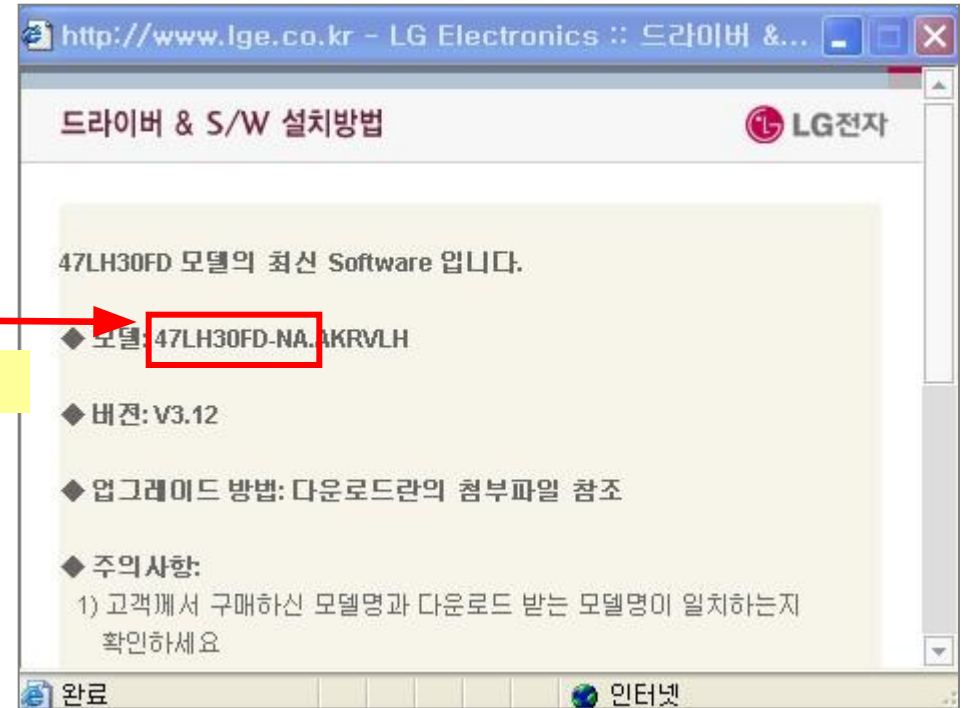 http://www.lge.co.kr - LG Electronics :: 드라이버 &...
드라이버 & S/W 설치방법
LG전자
47LH30FD 모델의 최신 Software 입니다.
◆ 모델: 47LH30FD-NA.AKRVLH
◆ 버전: V3.12
◆ 업그레이드 방법: 다운로드란의 첨부파일 참조
◆ 주의사항:
1) 고객께서 구매하신 모델명과 다운로드 받는 모델명이 일치하는지
확인하세요
완료 인터넷